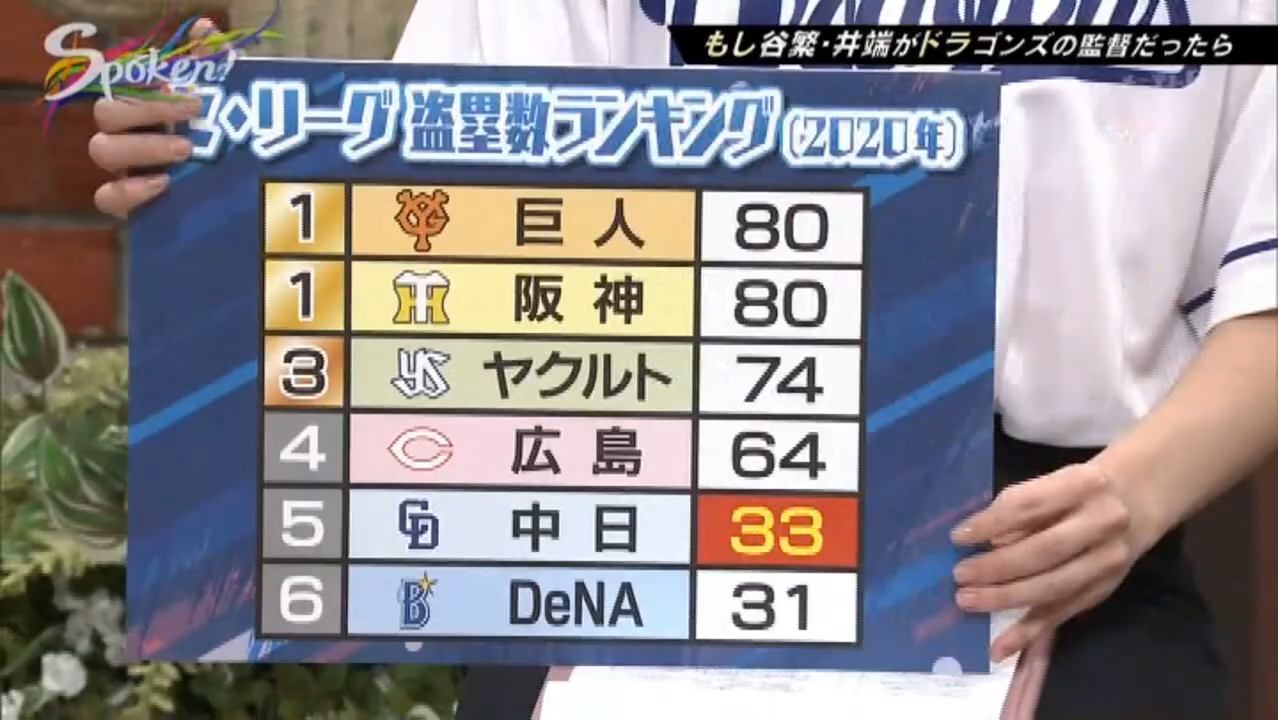 Spoken!
もし谷繁・井端がドラゴンズの監督だったら
セ・リーグ 盗塁数ランキング(2020年)
1 巨人 80
1 阪神 80
3 ヤクルト 74
4 広島 64
5 中日 33
6 DeNA 31